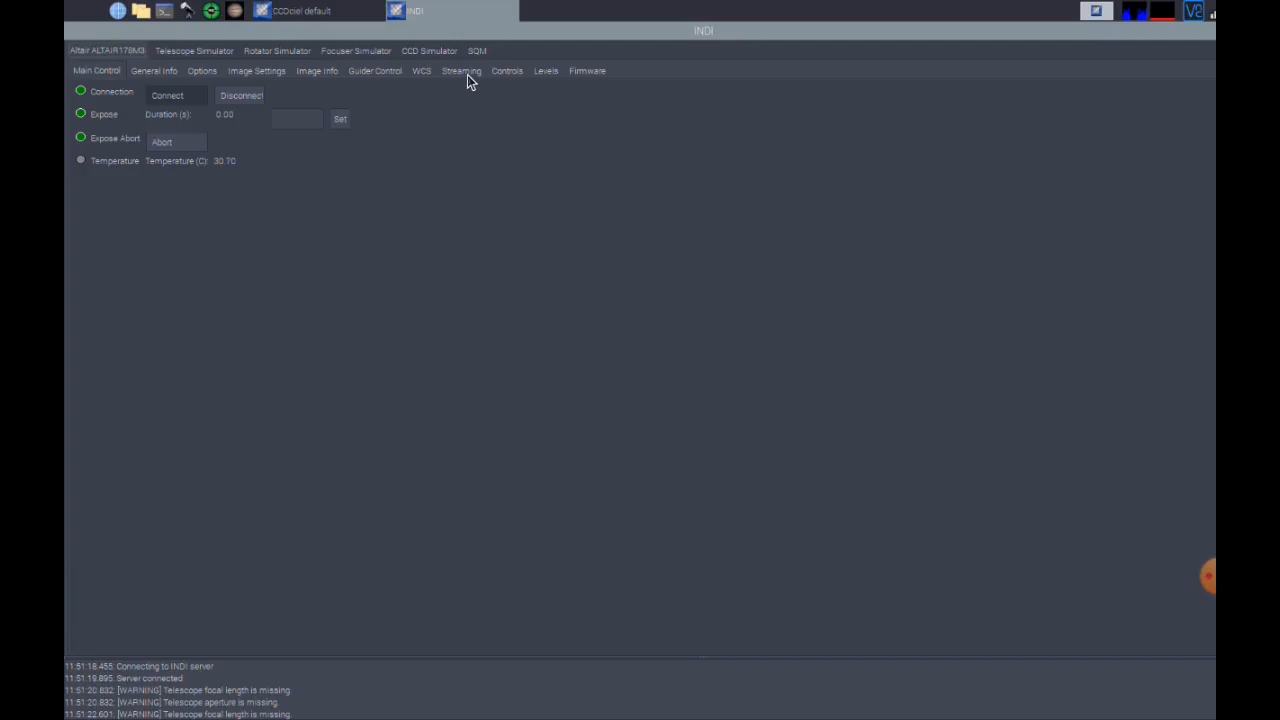 CCDciel default INDI
INDI
Altair ALTAIR178M3 Telescope Simulator Rotator Simulator Focuser Simulator CCD Simulator SQM
Main Control General Info Options Image Settings Image Info Guider Control WCS Streaming Controls Levels Firmware
Connection Connect Disconnect
Expose Duration (s): 0.00 Set
Expose Abort Abort
Temperature Temperature (C): 30.70
11:51:18.455: Connecting to INDI server
11:51:19.895: Server connected
11:51:20.832: [WARNING] Telescope focal length is missing.
11:51:20.832: [WARNING] Telescope aperture is missing.
11:51:22.601: [WARNING] Telescope focal length is missing.